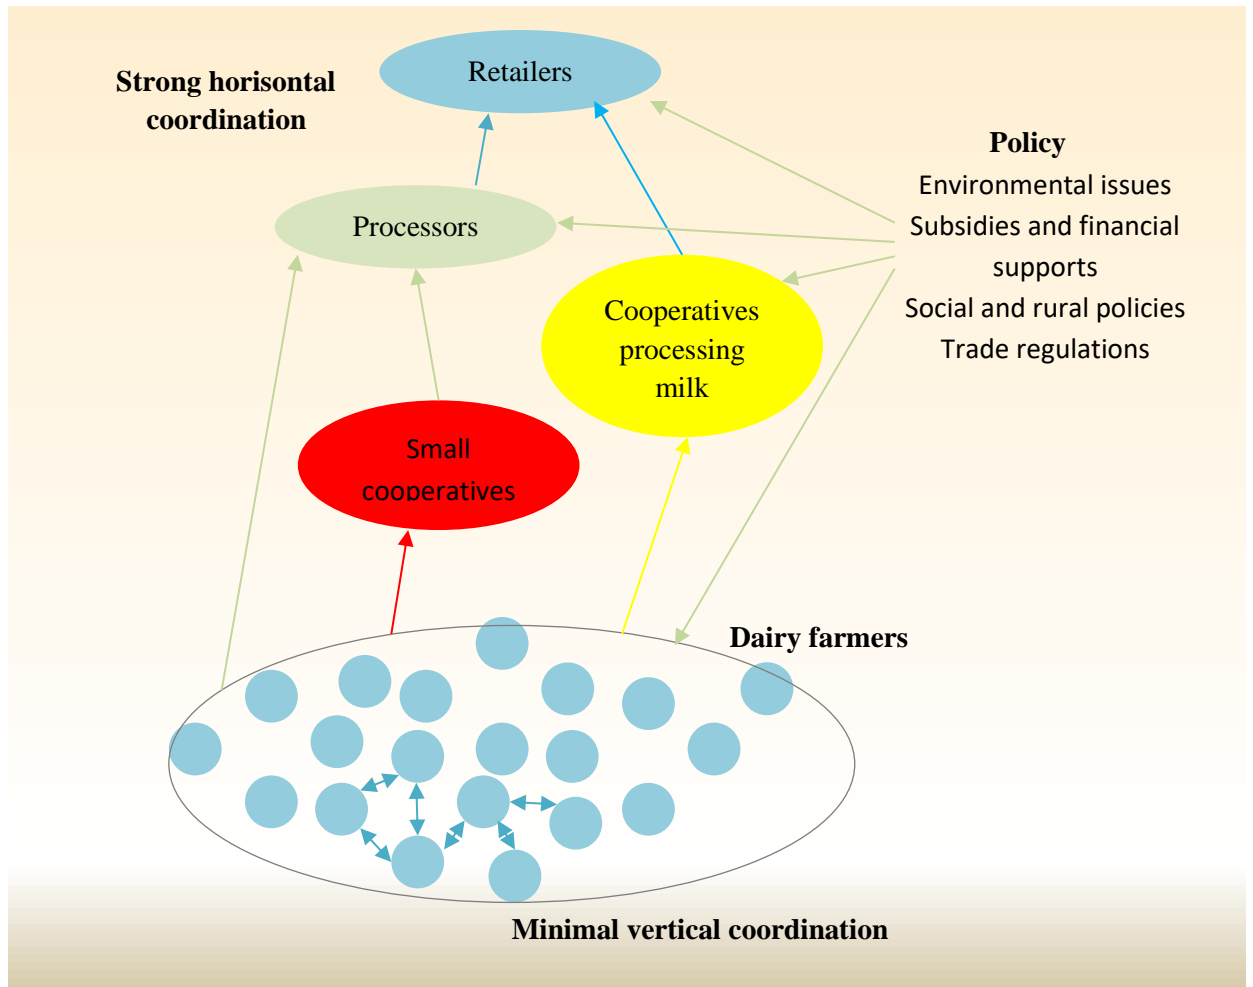 Retailers
Strong horisontal
coordination
Policy
Environmental issues
Subsidies and financial
supports
Social and rural policies
Trade regulations
Processors
Cooperatives
processing
milk
Small
cooperatives
Dairy farmers
Minimal vertical coordination